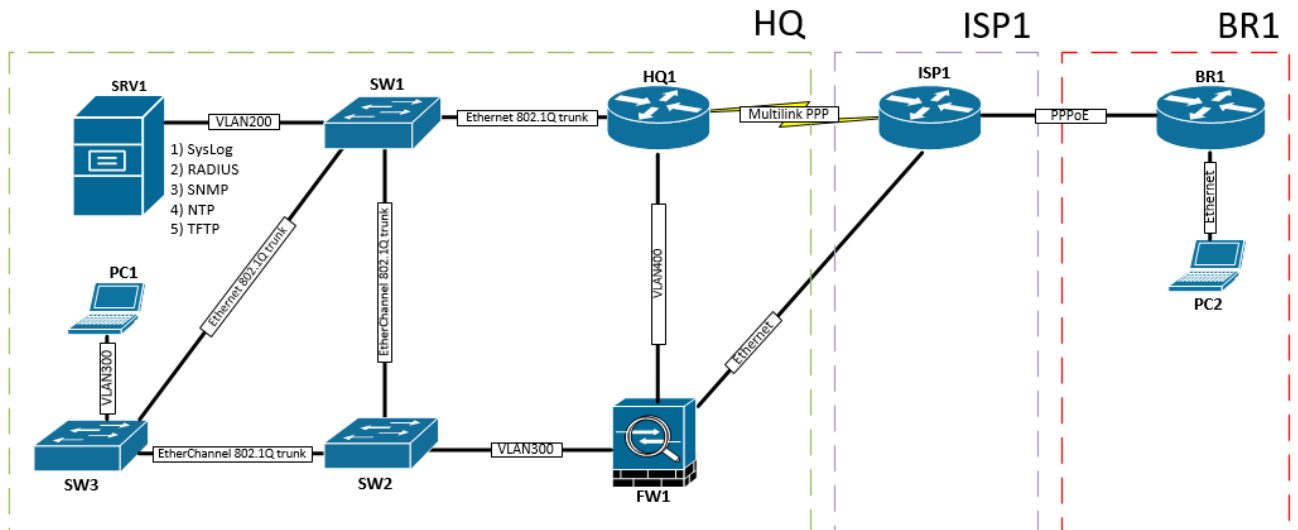 HQ
ISP1
BR1
SRV1
SW1
HQ1
ISP1
BR1
VLAN200
Ethernet 802.1Q trunk
Multilink PPP
PPPoE
1) SysLog
2) RADIUS
3) SNMP
4) NTP
5) TFTP
Ethernet 802.1Q trunk
EtherChannel 802.1Q trunk
VLAN400
Ethernet
Ethernet
PC1
PC2
VLAN300
EtherChannel 802.1Q trunk
VLAN300
SW3
SW2
FW1